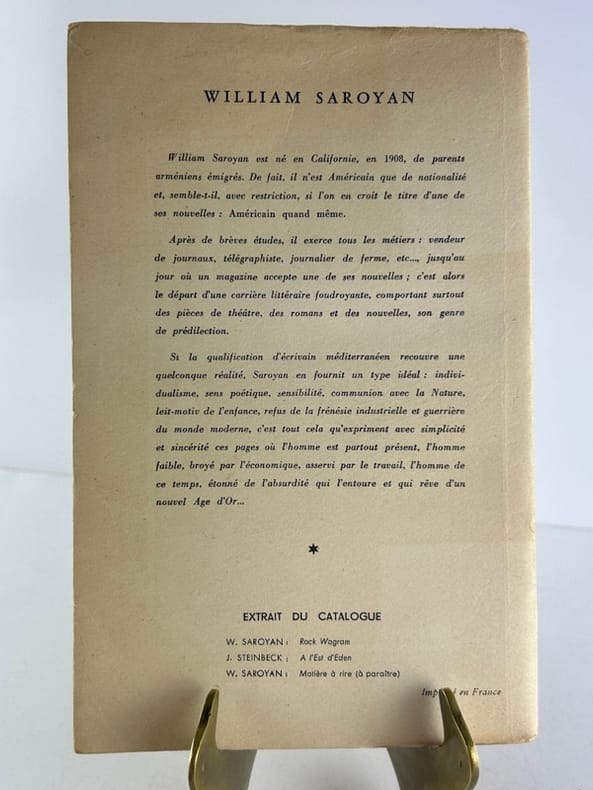 WILLIAM SAROYAN
William Saroyan est né en Californie, en 1908, de parents
arméniens émigrés. De fait, il n'est Américain que de nationalité
et, semble-t-il, avec restriction, si l'on en croit le titre d'une de
ses nouvelles : Américain quand même.
Après de brèves études, il exerce tous les métiers : vendeur
de journaux, télégraphiste, journalier de ferme, etc..., jusqu'au
jour où un magazine accepte une de ses nouvelles ; c'est alors
le départ d'une carrière littéraire foudroyante, comportant surtout
des pièces de théâtre, des romans et des nouvelles, son genre
de prédilection.
Si la qualification d'écrivain méditerranéen recouvre une
quelconque réalité, Saroyan en fournit un type idéal : indivi-
dualisme, sens poétique, sensibilité, communion avec la Nature,
leit-motiv de l'enfance, refus de la frénésie industrielle et guerrière
du monde moderne, c'est tout cela qu'expriment avec simplicité
et sincérité ces pages où l'homme est partout présent, l'homme
faible, broyé par l'économique, asservi par le travail, l'homme de
ce temps, étonné de l'absurdité qui l'entoure et qui rêve d'un
nouvel Age d'Or...
EXTRAIT DU CATALOGUE
W. SAROYAN : Rock Wagram
J. STEINBECK : A l'Est d'Eden
W. SAROYAN : Matière à rire (à paraître)
en France